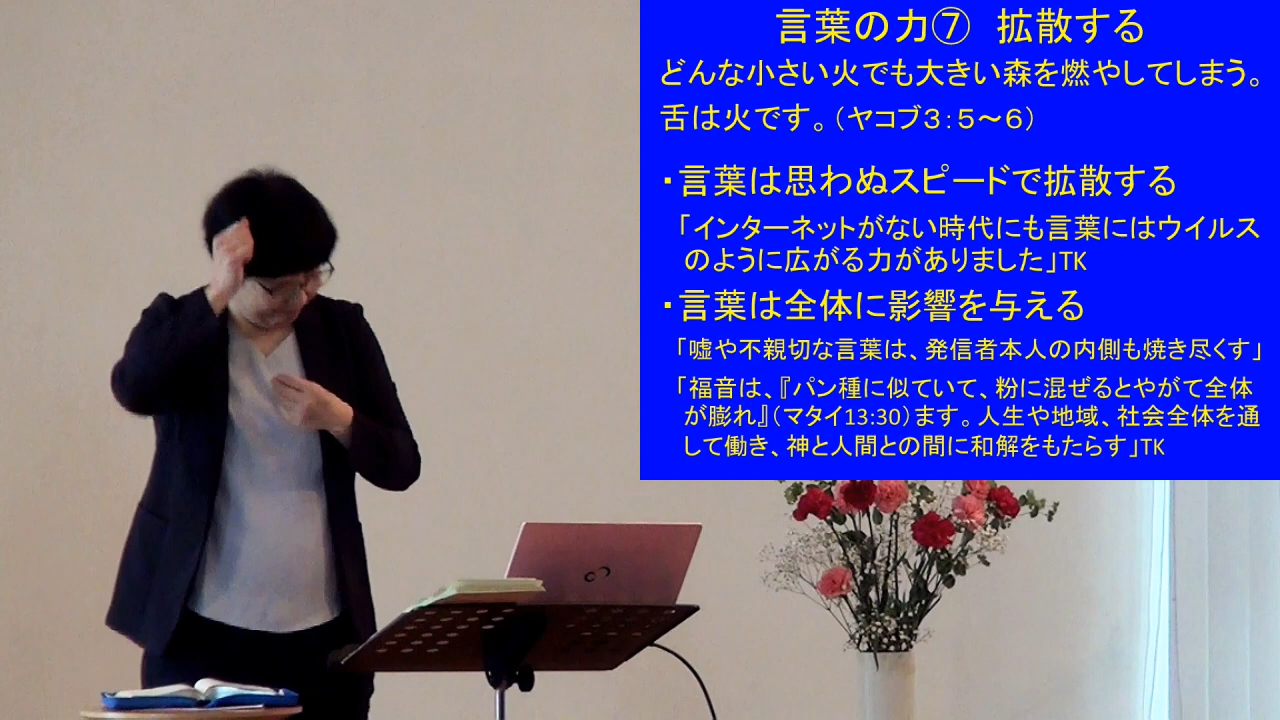 言葉の力⑦　拡散する
どんな小さい火でも大きい森を燃やしてしまう。
舌は火です。（ヤコブ３：５～６）
・言葉は思わぬスピードで拡散する
「インターネットがない時代にも言葉にはウイルス
のように広がる力がありました」TK
・言葉は全体に影響を与える
「嘘や不親切な言葉は、発信者本人の内側も焼き尽くす」
「福音は、『パン種に似ていて、粉に混ぜるとやがて全体
が膨れ』（マタイ13:30）ます。人生や地域、社会全体を通
して働き、神と人間との間に和解をもたらす」TK